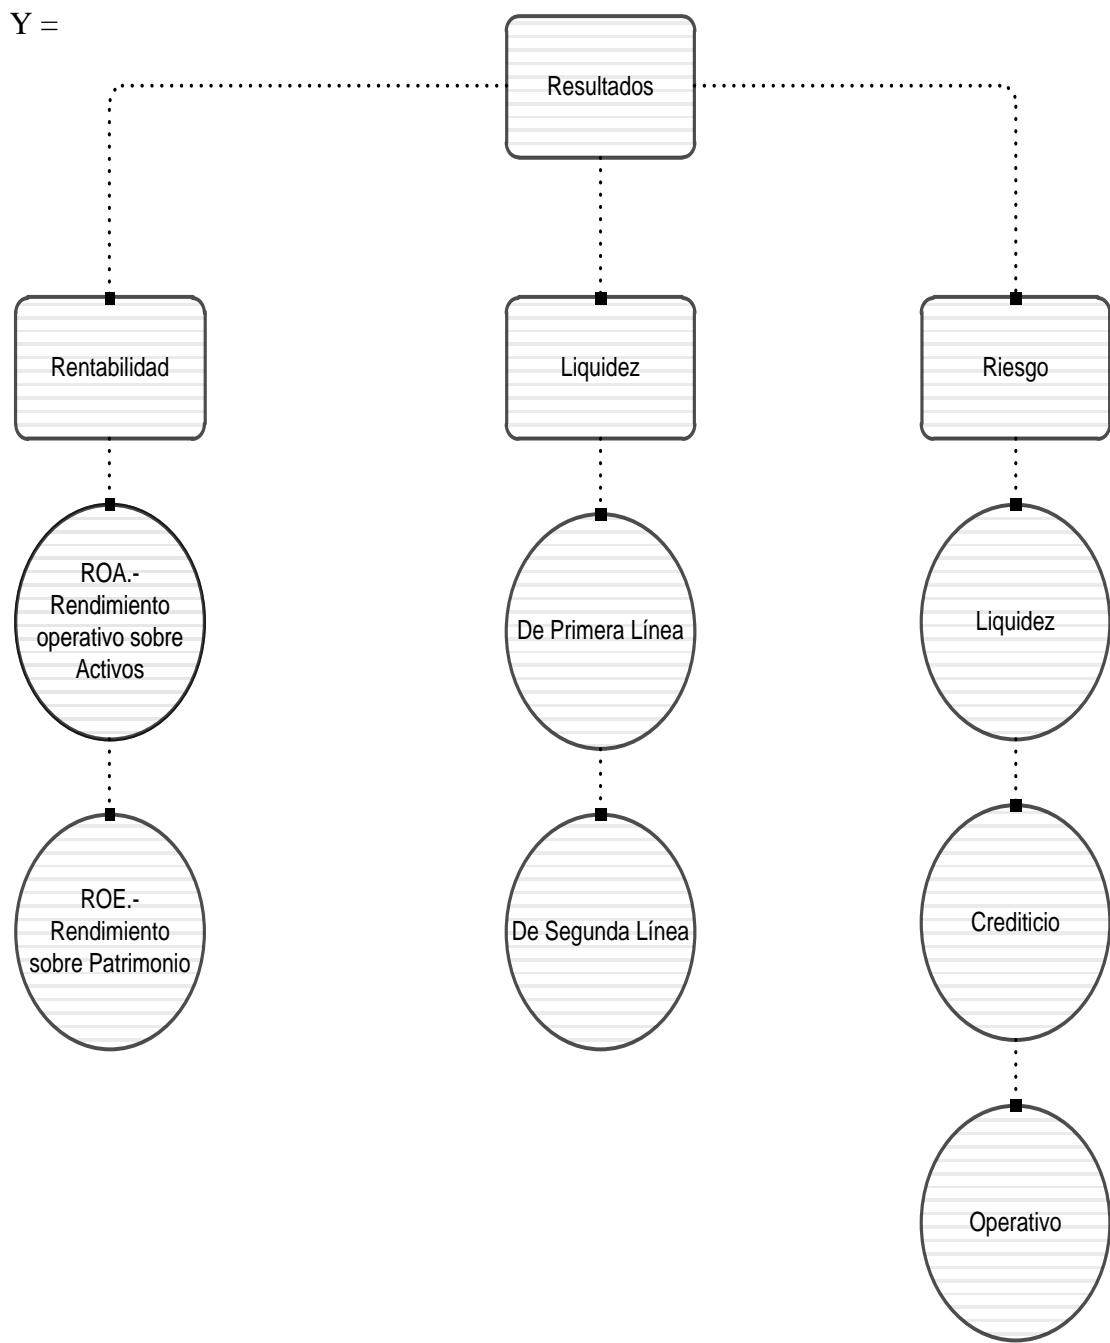 Y =
Resultados
Rentabilidad
Liquidez
Riesgo
ROA.-
Rendimiento
operativo sobre
Activos
De Primera Línea
Liquidez
ROE.-
Rendimiento
sobre Patrimonio
De Segunda Línea
Crediticio
Operativo